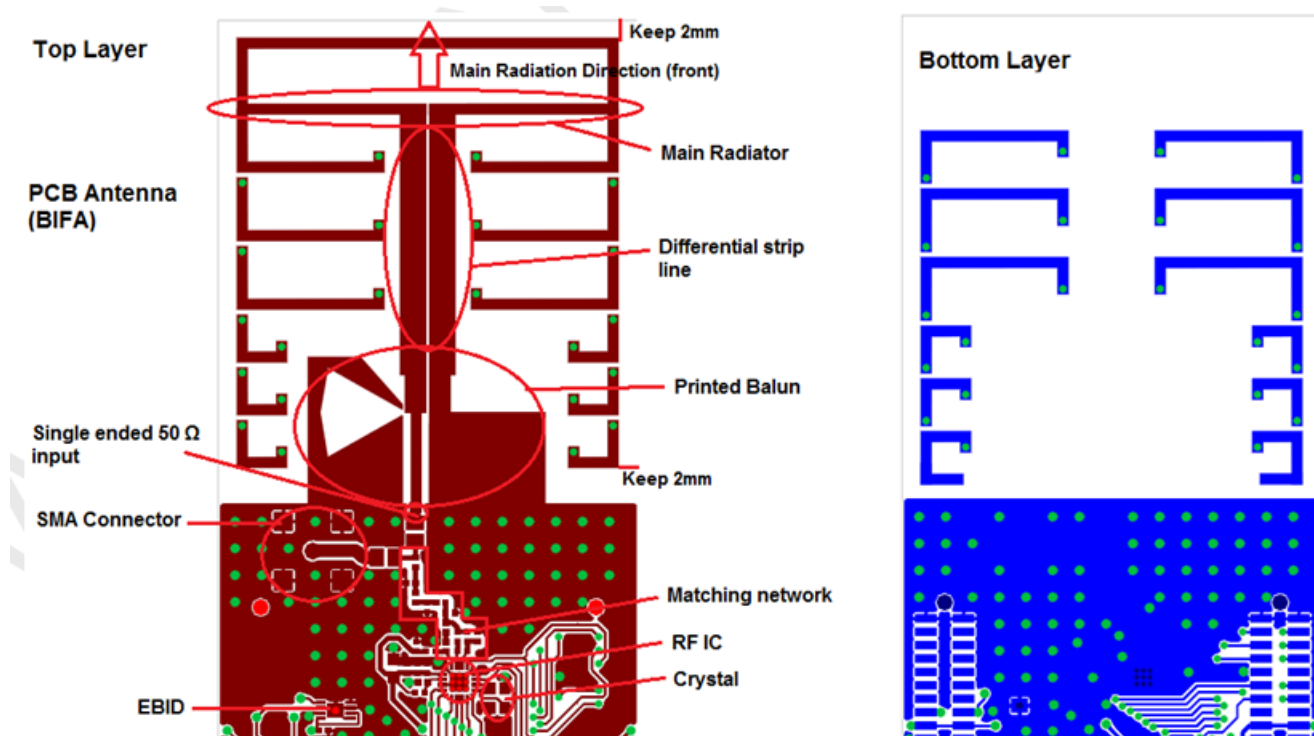 Top Layer
Keep 2mm
Main Radiation Direction (front)
Main Radiator
PCB Antenna
(BIFA)
Differential strip
line
Printed Balun
Single ended 50 Ω
input
Keep 2mm
SMA Connector
Matching network
RF IC
Crystal
EBID
Bottom Layer